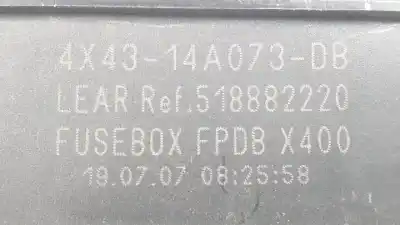 4X43-14A073-DB
LEAR Ref.518882220
FUSEBOX FPDB X400
19.07.07 08:25:58